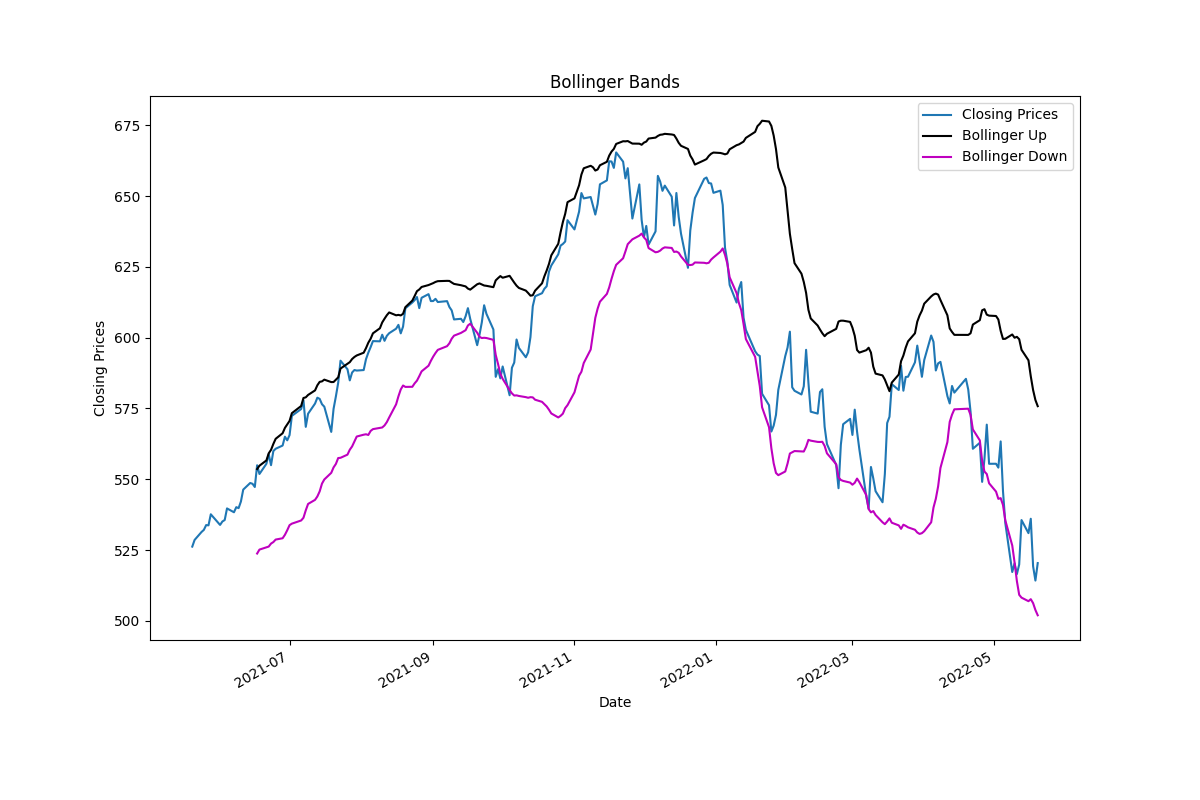 Bollinger Bands
Closing Prices
Bollinger Up
Bollinger Down
Closing Prices
675
650
625
600
575
550
525
500
2021-07
2021-09
2021-11
2022-01
2022-03
2022-05
Date